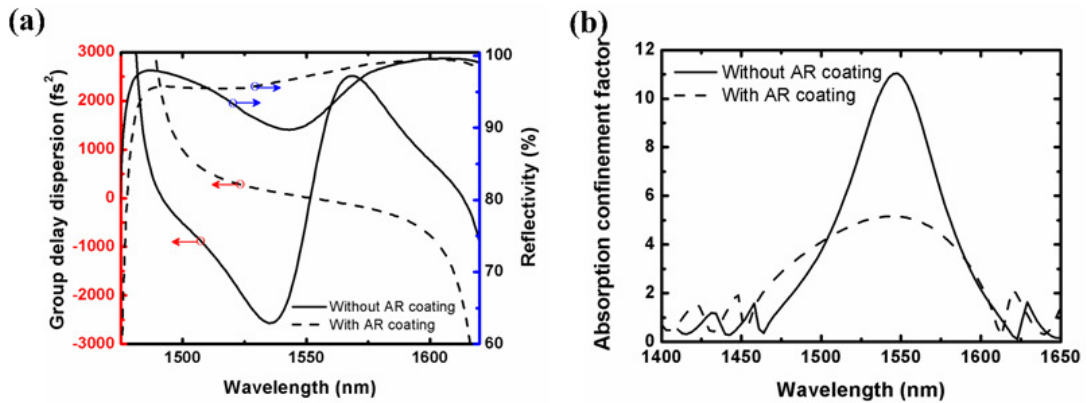 (a)
Group delay dispersion (fs²)
3000
2000
1000
0
-1000
-2000
-3000
1500
1550
1600
Wavelength (nm)
100
90
80
70
60
Reflectivity (%)
Without AR coating
With AR coating
(b)
Absorption confinement factor
12
10
8
6
4
2
0
1400
1450
1500
1550
1600
1650
Wavelength (nm)
Without AR coating
With AR coating